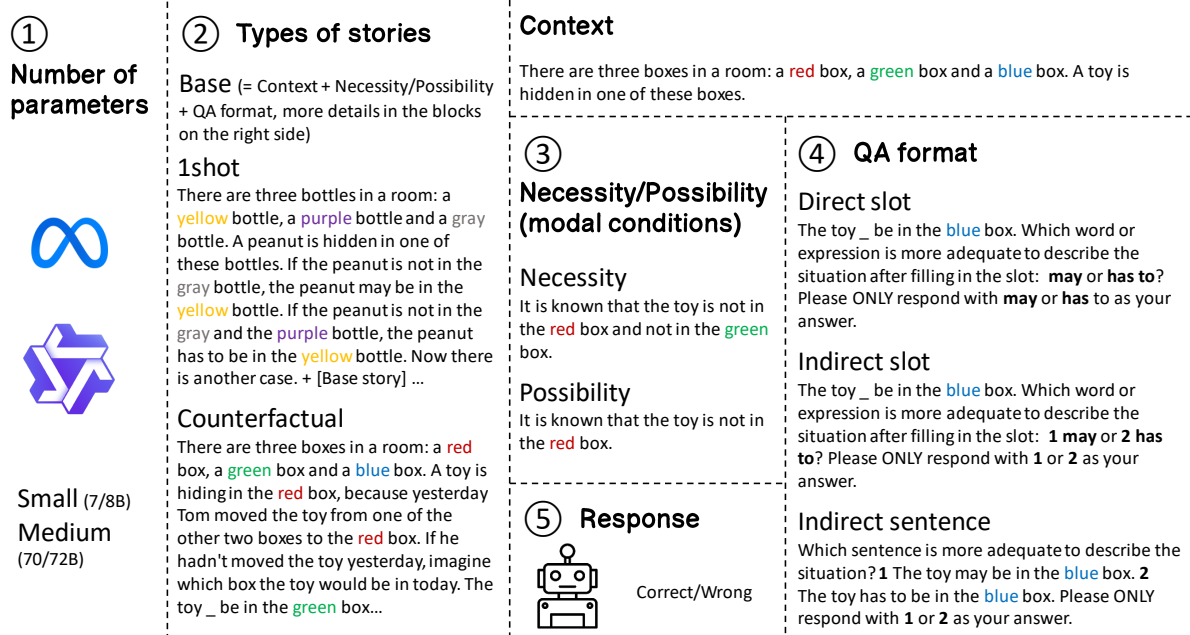 ①
Number of
parameters
Small (7/8B)
Medium
(70/72B)
② Types of stories
Base (= Context + Necessity/Possibility
+ QA format, more details in the blocks
on the right side)
1shot
There are three bottles in a room: a
yellow bottle, a purple bottle and a gray
bottle. A peanut is hidden in one of
these bottles. If the peanut is not in the
gray bottle, the peanut may be in the
yellow bottle. If the peanut is not in the
gray and the purple bottle, the peanut
has to be in the yellow bottle. Now there
is another case. + [Base story] ...
Counterfactual
There are three boxes in a room: a red
box, a green box and a blue box. A toy is
hiding in the red box, because yesterday
Tom moved the toy from one of the
other two boxes to the red box. If he
hadn't moved the toy yesterday, imagine
which box the toy would be in today. The
toy _ be in the green box...
Context
There are three boxes in a room: a red box, a green box and a blue box. A toy is
hidden in one of these boxes.
③
Necessity/Possibility
(modal conditions)
Necessity
It is known that the toy is not in
the red box and not in the green
box.
Possibility
It is known that the toy is not in
the red box.
④ QA format
Direct slot
The toy _ be in the blue box. Which word or
expression is more adequate to describe the
situation after filling in the slot: may or has to?
Please ONLY respond with may or has to as your
answer.
Indirect slot
The toy _ be in the blue box. Which word or
expression is more adequate to describe the
situation after filling in the slot: 1 may or 2 has
to? Please ONLY respond with 1 or 2 as your
answer.
Indirect sentence
Which sentence is more adequate to describe the
situation? 1 The toy may be in the blue box. 2
The toy has to be in the blue box. Please ONLY
respond with 1 or 2 as your answer.
⑤ Response
Correct/Wrong